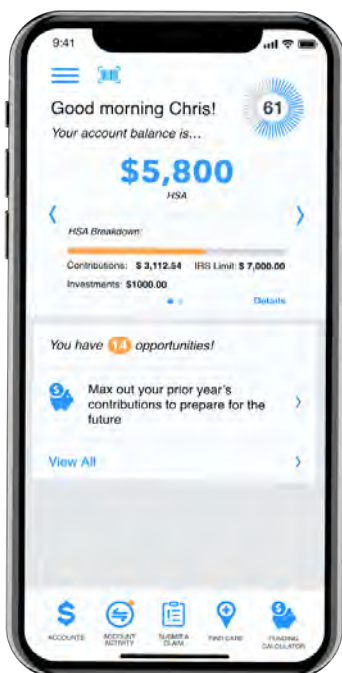 9:41
Good morning Chris!
61
Your account balance is...
$5,800
HSA
HSA Breakdown:
Contributions: $ 3,112.54 IRS Limit: $ 7,000.00
Investments: $1000.00
Details
You have 14 opportunities!
Max out your prior year's
contributions to prepare for the
future
View All
ACCOUNTS
ACCOUNT
ACTIVITY
SUBMIT A
CLAIM
FIND CARE
FUNDING
CALCULATOR